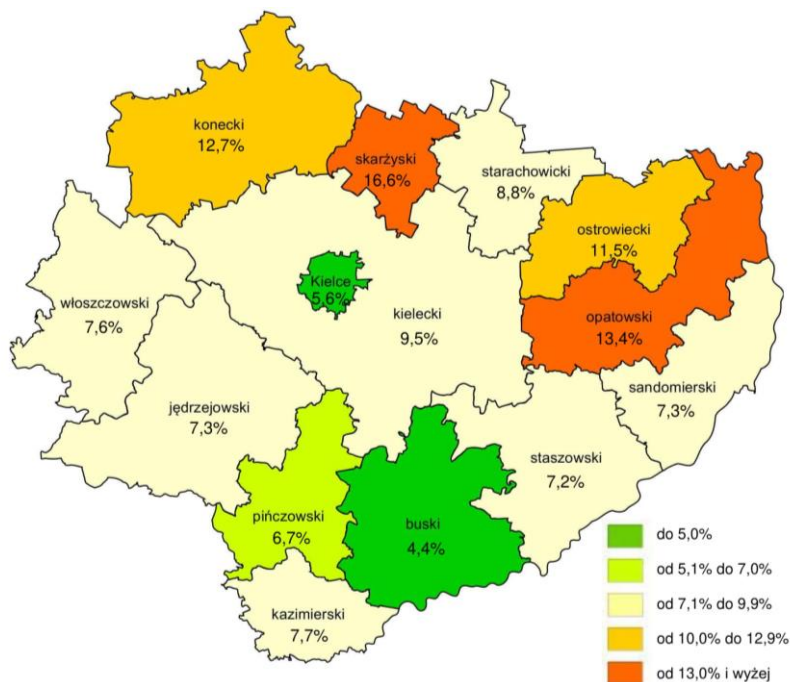 konecki
12,7%
skarżyski
16,6%
starachowicki
8,8%
ostrowiecki
11,5%
Kielce
5,6%
włoszczowski
7,6%
kielecki
9,5%
opatowski
13,4%
sandomierski
7,3%
jędrzejowski
7,3%
staszowski
7,2%
pińczowski
6,7%
buski
4,4%
kazimierski
7,7%
do 5,0%
od 5,1% do 7,0%
od 7,1% do 9,9%
od 10,0% do 12,9%
od 13,0% i wyżej